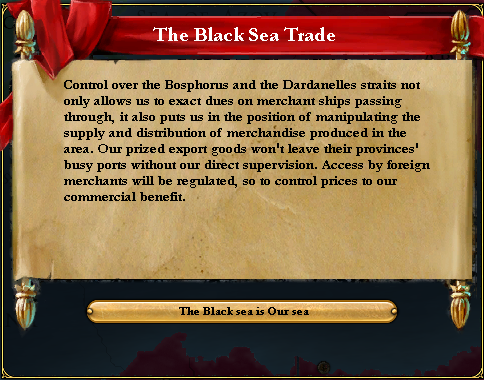 The Black Sea Trade
Control over the Bosphorus and the Dardanelles straits not
only allows us to exact dues on merchant ships passing
through, it also puts us in the position of manipulating the
supply and distribution of merchandise produced in the
area. Our prized export goods won't leave their provinces'
busy ports without our direct supervision. Access by foreign
merchants will be regulated, so to control prices to our
commercial benefit.
The Black sea is Our sea